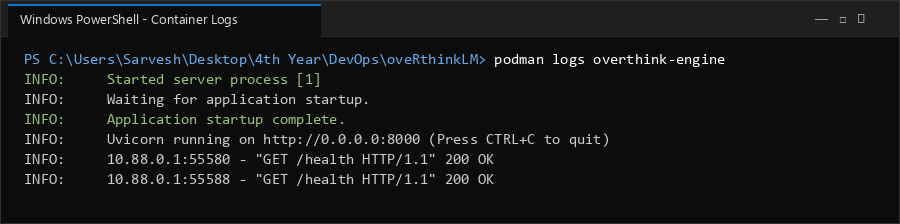 Windows PowerShell - Container Logs
PS C:\Users\Sarvesh\Desktop\4th Year\DevOps\oveRthinkLM> podman logs overthink-engine
INFO:     Started server process [1]
INFO:     Waiting for application startup.
INFO:     Application startup complete.
INFO:     Uvicorn running on http://0.0.0.0:8000 (Press CTRL+C to quit)
INFO:     10.88.0.1:55580 - "GET /health HTTP/1.1" 200 OK
INFO:     10.88.0.1:55588 - "GET /health HTTP/1.1" 200 OK